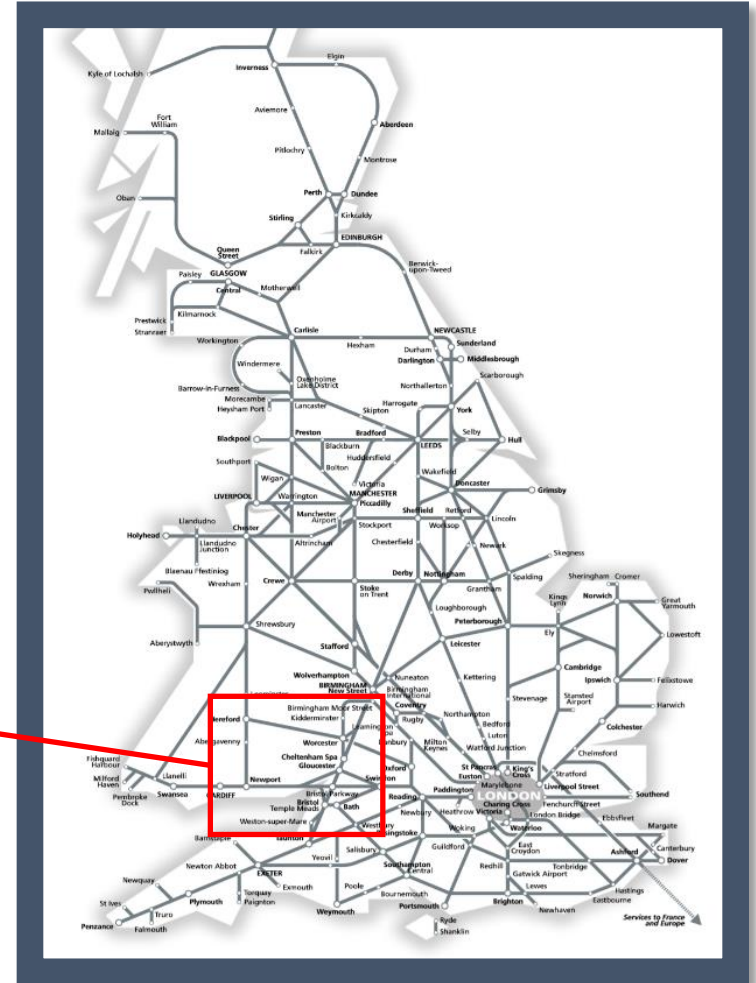 Elgin
Inverness
Kyle of Lochalsh
Aviemore
Fort
William
Mallaig
Aberdeen
Pitlochry
Montrose
Perth
Dundee
Oban
Stirling
Kirkcaldy
EDINBURGH
Queen
Street
Falkirk
Berwick-
upon-Tweed
Paisley
GLASGOW
Central
Motherwell
Prestwick
Kilmarnock
Stranraer
Carlisle
NEWCASTLE
Workington
Hexham
Sunderland
Durham
Darlington
Middlesbrough
Windermere
Scarborough
Oxenholme
Lake District
Northallerton
Barrow-in-Furness
Morecambe
Heysham Port
Lancaster
Harrogate
York
Skipton
Blackpool
Preston
Bradford
LEEDS
Selby
Hull
Blackburn
Huddersfield
Southport
Bolton
Wakefield
Wigan
Victoria
Doncaster
Grimsby
LIVERPOOL
Warrington
MANCHESTER
Piccadilly
Manchester
Airport
Stockport
Sheffield
Retford
Worksop
Lincoln
Llandudno
Holyhead
Chester
Llandudno
Junction
Altrincham
Chesterfield
Newark
Skegness
Blaenau Ffestiniog
Pwllheli
Wrexham
Crewe
Stoke
on Trent
Derby
Nottingham
Grantham
Spalding
Sheringham
Cromer
Kings
Lynn
Norwich
Great
Yarmouth
Loughborough
Peterborough
Shrewsbury
Aberystwyth
Stafford
Leicester
Ely
Lowestoft
Wolverhampton
Nuneaton
Kettering
Cambridge
BIRMINGHAM
New Street
Birmingham
International
Ipswich
Felixstowe
Stevenage
Stansted
Airport
Birmingham Moor Street
Coventry
Harwich
Hereford
Kidderminster
Rugby
Northampton
Bedford
Colchester
Abergavenny
Worcester
Milton
Keynes
Luton
Watford Junction
Chelmsford
Cheltenham Spa
Gloucester
Oxford
St Pancras
King's
Cross
Euston
Stratford
Fishguard
Harbour
Milford
Haven
Llanelli
Newport
Swindon
Marylebone
Liverpool Street
Pembroke
Dock
Swansea
CARDIFF
Bristol Parkway
Reading
Paddington
LONDON
Southend
Bristol
Temple Meads
Bath
Newbury
Heathrow
Victoria
Charing Cross
Fenchurch Street
London Bridge
Ebbsfleet
Weston-super-Mare
Westbury
Waterloo
Margate
Barnstaple
Taunton
Basingstoke
Woking
East
Croydon
Canterbury
Newton Abbot
Yeovil
Salisbury
Guildford
Redhill
Tonbridge
Ashford
Dover
EXETER
Southampton
Central
Gatwick Airport
Newquay
Exmouth
Poole
Bournemouth
Lewes
Hastings
St Ives
Plymouth
Torquay
Paignton
Weymouth
Portsmouth
Brighton
Eastbourne
Newhaven
Truro
Penzance
Falmouth
Ryde
Shanklin
Services to France
and Europe